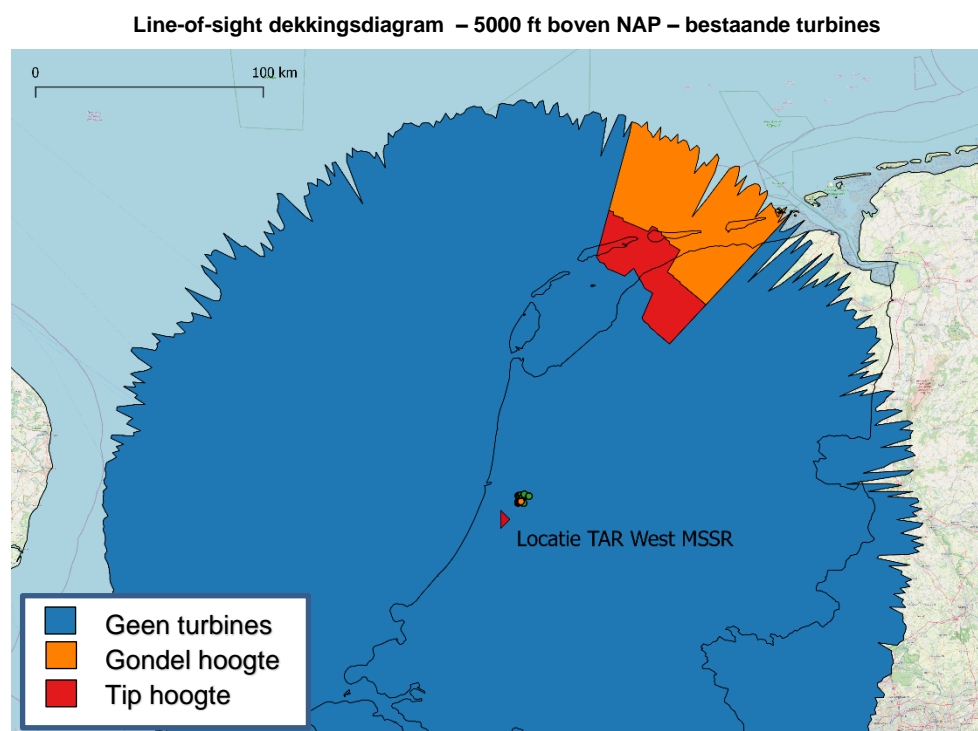 Line-of-sight dekkingsdiagram – 5000 ft boven NAP – bestaande turbines
0 100 km
Locatie TAR West MSSR
Geen turbines
Gondel hoogte
Tip hoogte